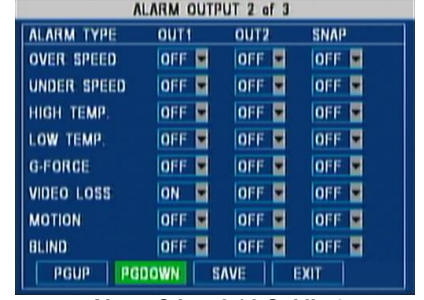 ALARM OUTPUT 2 of 3
ALARM TYPE OUT1 OUT2 SNAP
OVER SPEED OFF OFF OFF
UNDER SPEED OFF OFF OFF
HIGH TEMP. OFF OFF OFF
LOW TEMP. OFF OFF OFF
G-FORCE OFF OFF OFF
VIDEO LOSS ON OFF OFF
MOTION OFF OFF OFF
BLIND OFF OFF OFF
PGUP PGDOWN SAVE EXIT